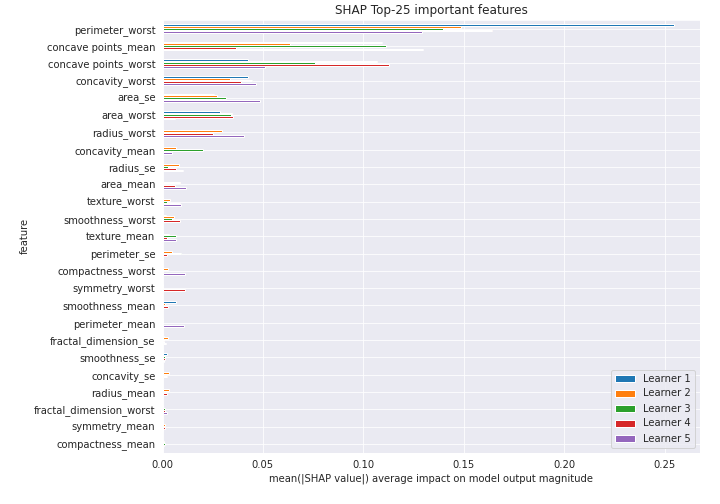 SHAP Top-25 important features
perimeter_worst
concave points_mean
concave points_worst
concavity_worst
area_se
area_worst
radius_worst
concavity_mean
radius_se
area_mean
texture_worst
smoothness_worst
texture_mean
perimeter_se
compactness_worst
symmetry_worst
smoothness_mean
perimeter_mean
fractal_dimension_se
smoothness_se
concavity_se
radius_mean
fractal_dimension_worst
symmetry_mean
compactness_mean
feature
Learner 1
Learner 2
Learner 3
Learner 4
Learner 5
0.00 0.05 0.10 0.15 0.20 0.25
mean(|SHAP value|) average impact on model output magnitude